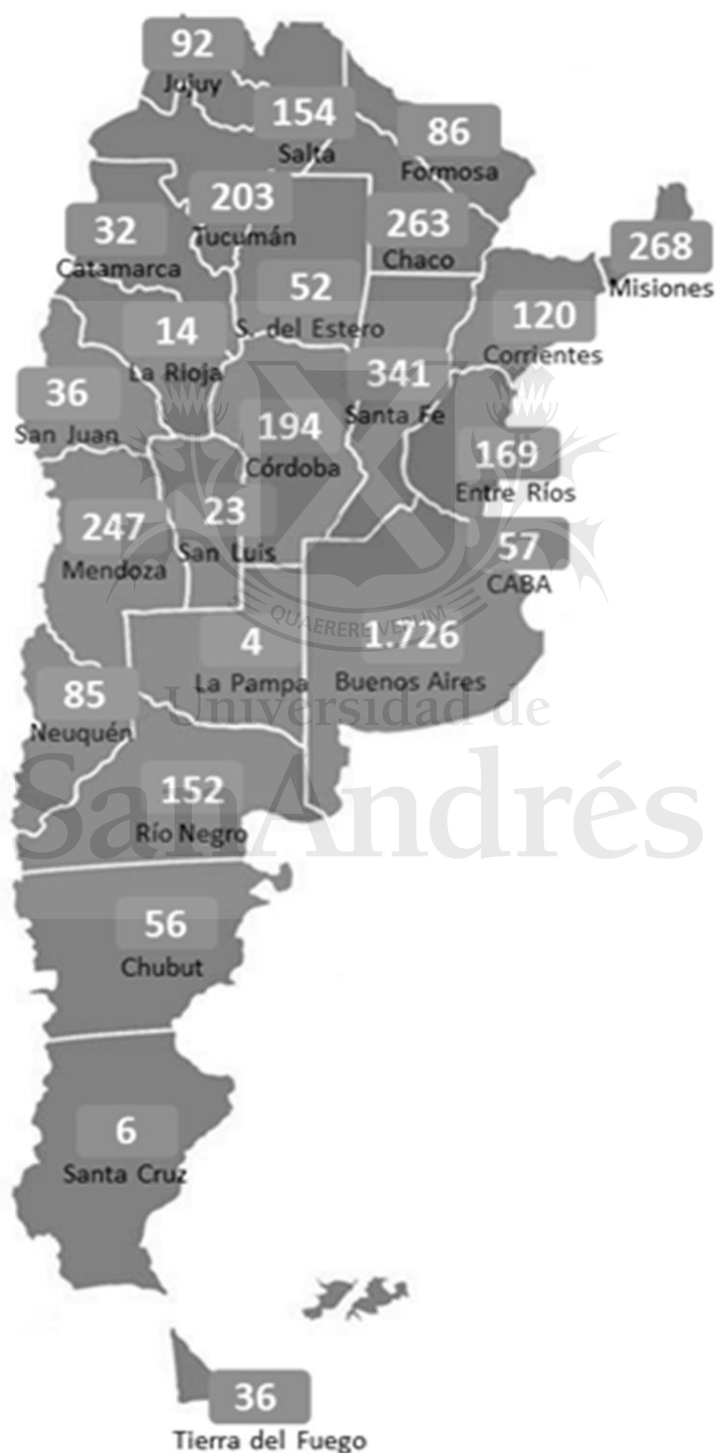 92
Jujuy
154
Salta
86
Formosa
203
Tucumán
263
Chaco
268
Misiones
32
Catamarca
52
S. del Estero
120
Corrientes
14
La Rioja
341
Santa Fe
36
San Juan
194
Córdoba
169
Entre Ríos
23
San Luis
247
Mendoza
57
CABA
QUAERERE VERUM
4
La Pampa
1.726
Buenos Aires
85
Neuquén
Universidad de
SanAndrés
152
Río Negro
56
Chubut
6
Santa Cruz
36
Tierra del Fuego